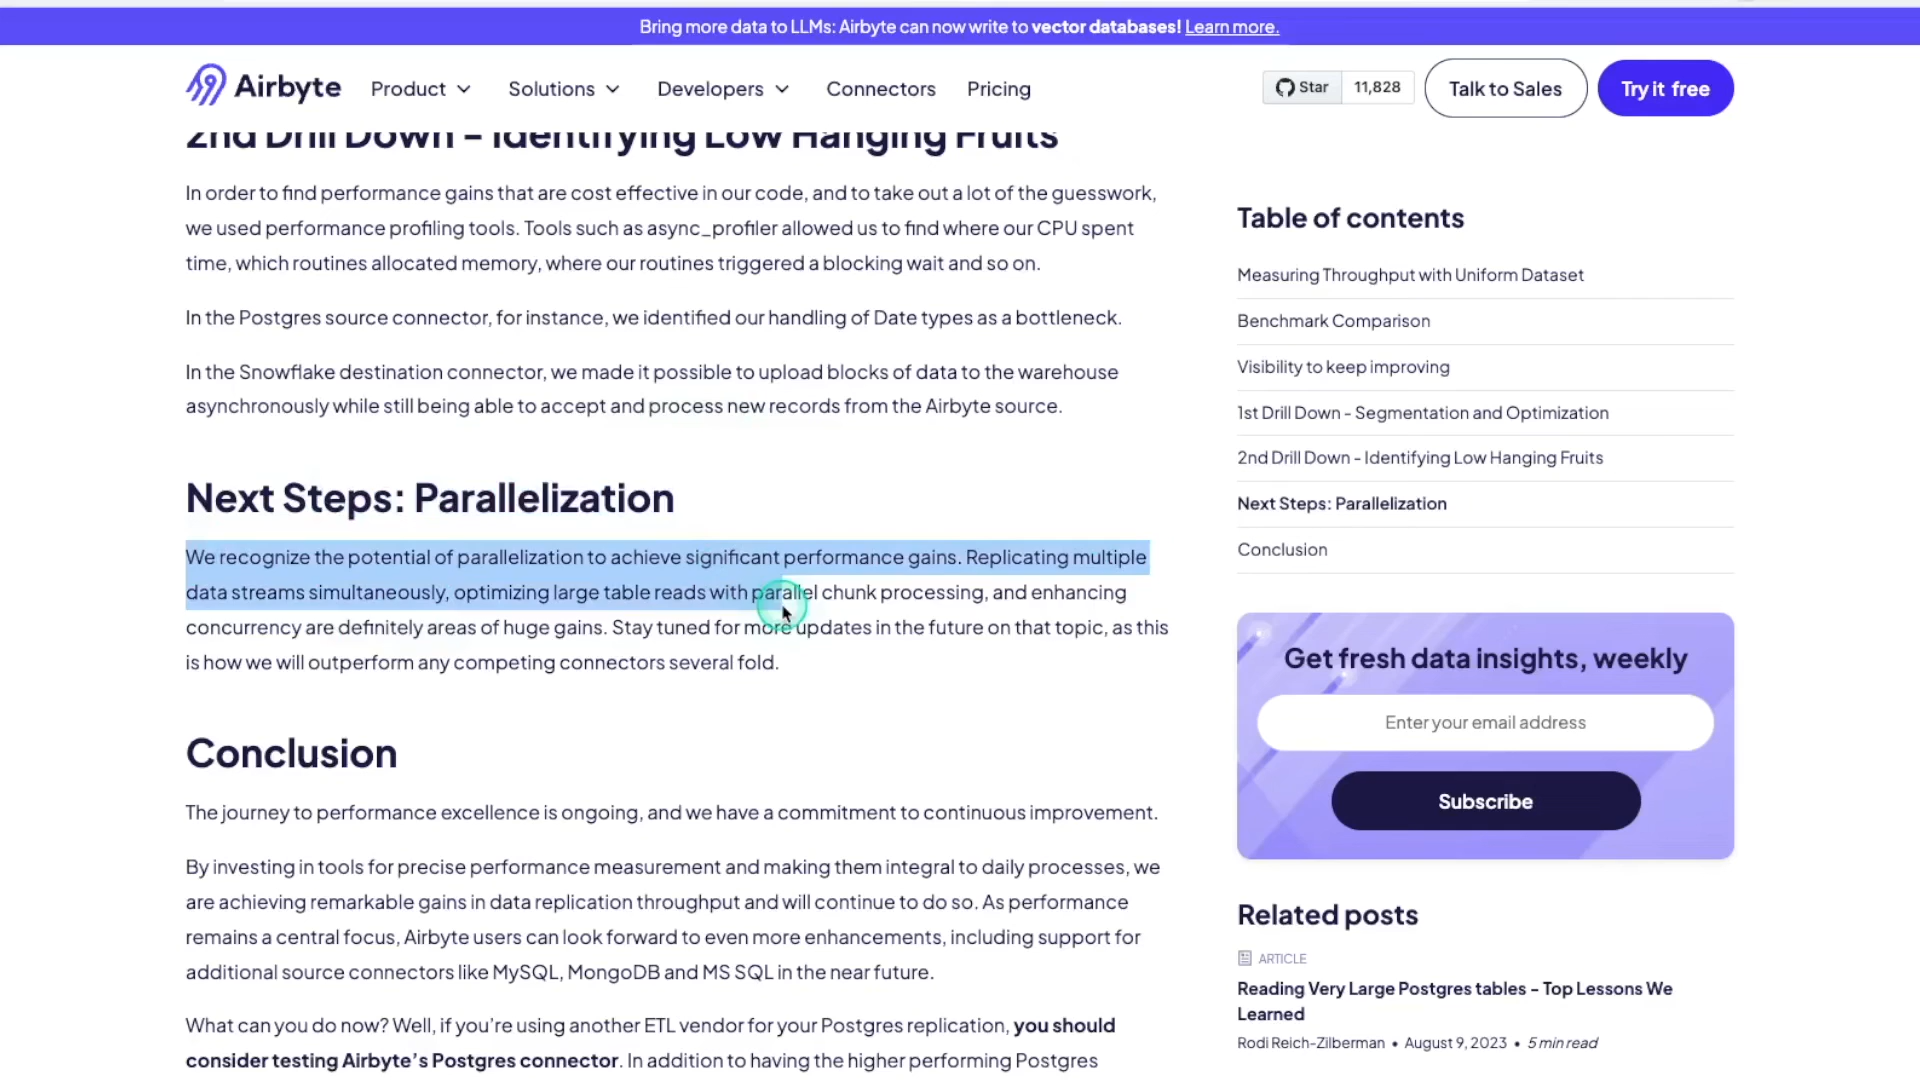 Bring more data to LLMs: Airbyte can now write to vector databases! Learn more.
Airbyte
Product
Solutions
Developers
Connectors
Pricing
Star
11,828
Talk to Sales
Try it free
2nd Drill Down – Identifying Low Hanging Fruits
In order to find performance gains that are cost effective in our code, and to take out a lot of the guesswork,
we used performance profiling tools. Tools such as async_profiler allowed us to find where our CPU spent
time, which routines allocated memory, where our routines triggered a blocking wait and so on.
In the Postgres source connector, for instance, we identified our handling of Date types as a bottleneck.
In the Snowflake destination connector, we made it possible to upload blocks of data to the warehouse
asynchronously while still being able to accept and process new records from the Airbyte source.
Next Steps: Parallelization
We recognize the potential of parallelization to achieve significant performance gains. Replicating multiple
data streams simultaneously, optimizing large table reads with parallel chunk processing, and enhancing
concurrency are definitely areas of huge gains. Stay tuned for more updates in the future on that topic, as this
is how we will outperform any competing connectors several fold.
Conclusion
The journey to performance excellence is ongoing, and we have a commitment to continuous improvement.
By investing in tools for precise performance measurement and making them integral to daily processes, we
are achieving remarkable gains in data replication throughput and will continue to do so. As performance
remains a central focus, Airbyte users can look forward to even more enhancements, including support for
additional source connectors like MySQL, MongoDB and MS SQL in the near future.
What can you do now? Well, if you're using another ETL vendor for your Postgres replication, you should
consider testing Airbyte's Postgres connector. In addition to having the higher performing Postgres
Table of contents
Measuring Throughput with Uniform Dataset
Benchmark Comparison
Visibility to keep improving
1st Drill Down - Segmentation and Optimization
2nd Drill Down - Identifying Low Hanging Fruits
Next Steps: Parallelization
Conclusion
Get fresh data insights, weekly
Enter your email address
Subscribe
Related posts
ARTICLE
Reading Very Large Postgres tables - Top Lessons We
Learned
Rodi Reich-Zilberman • August 9, 2023 • 5 min read